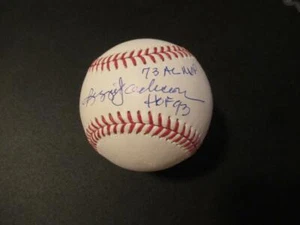 73 AL MVP
Reggie Jackson
HOF 93